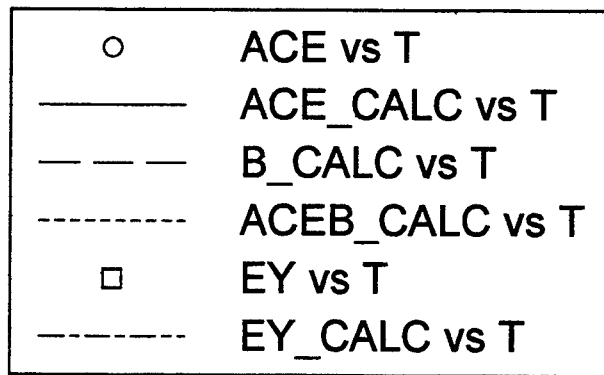 ACE vs T
ACE_CALC vs T
B_CALC vs T
ACEB_CALC vs T
EY vs T
EY_CALC vs T